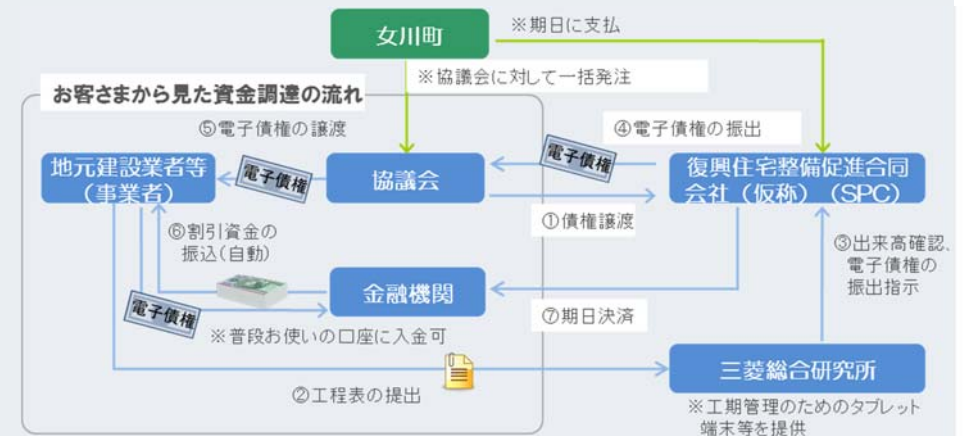 女川町
※期日に支払
※協議会に対して一括発注
お客さまから見た資金調達の流れ
⑤電子債権の譲渡
④電子債権の振出
地元建設業者等
（事業者）
電子債権
協議会
電子債権
復興住宅整備促進合同
会社（仮称）（SPC）
①債権譲渡
⑥割引資金の
振込（自動）
③出来高確認、
電子債権の
振出指示
金融機関
電子債権
※普段お使いの口座に入金可
⑦期日決済
②工程表の提出
三菱総合研究所
※工期管理のためのタブレット
端末等を提供